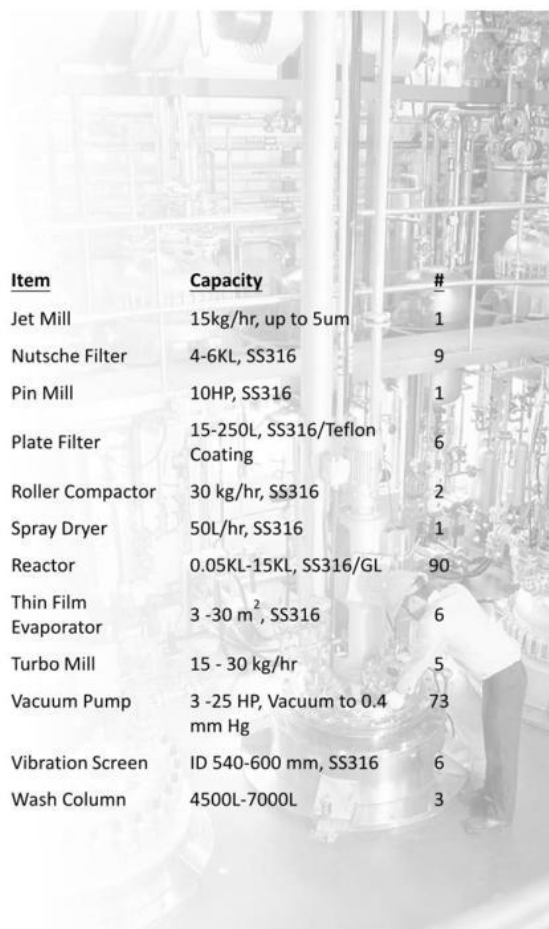 Item Capacity #
Jet Mill 15kg/hr, up to 5um 1
Nutsche Filter 4-6KL, SS316 9
Pin Mill 10HP, SS316 1
Plate Filter 15-250L, SS316/Teflon Coating 6
Roller Compactor 30 kg/hr, SS316 2
Spray Dryer 50L/hr, SS316 1
Reactor 0.05KL-15KL, SS316/GL 90
Thin Film Evaporator 3 -30 m², SS316 6
Turbo Mill 15 - 30 kg/hr 5
Vacuum Pump 3 -25 HP, Vacuum to 0.4 mm Hg 73
Vibration Screen ID 540-600 mm, SS316 6
Wash Column 4500L-7000L 3